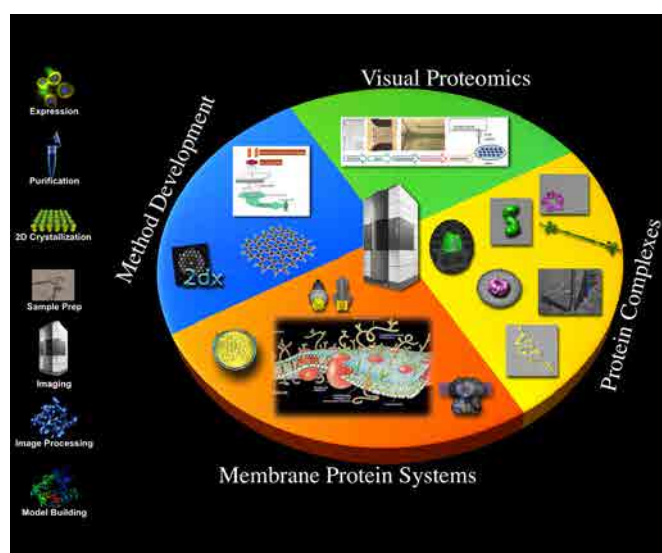 Expression
Purification
2D Crystallization
Sample Prep
Imaging
Image Processing
Model Building
Method Development
Visual Proteomics
Protein Complexes
Membrane Protein Systems
2dx